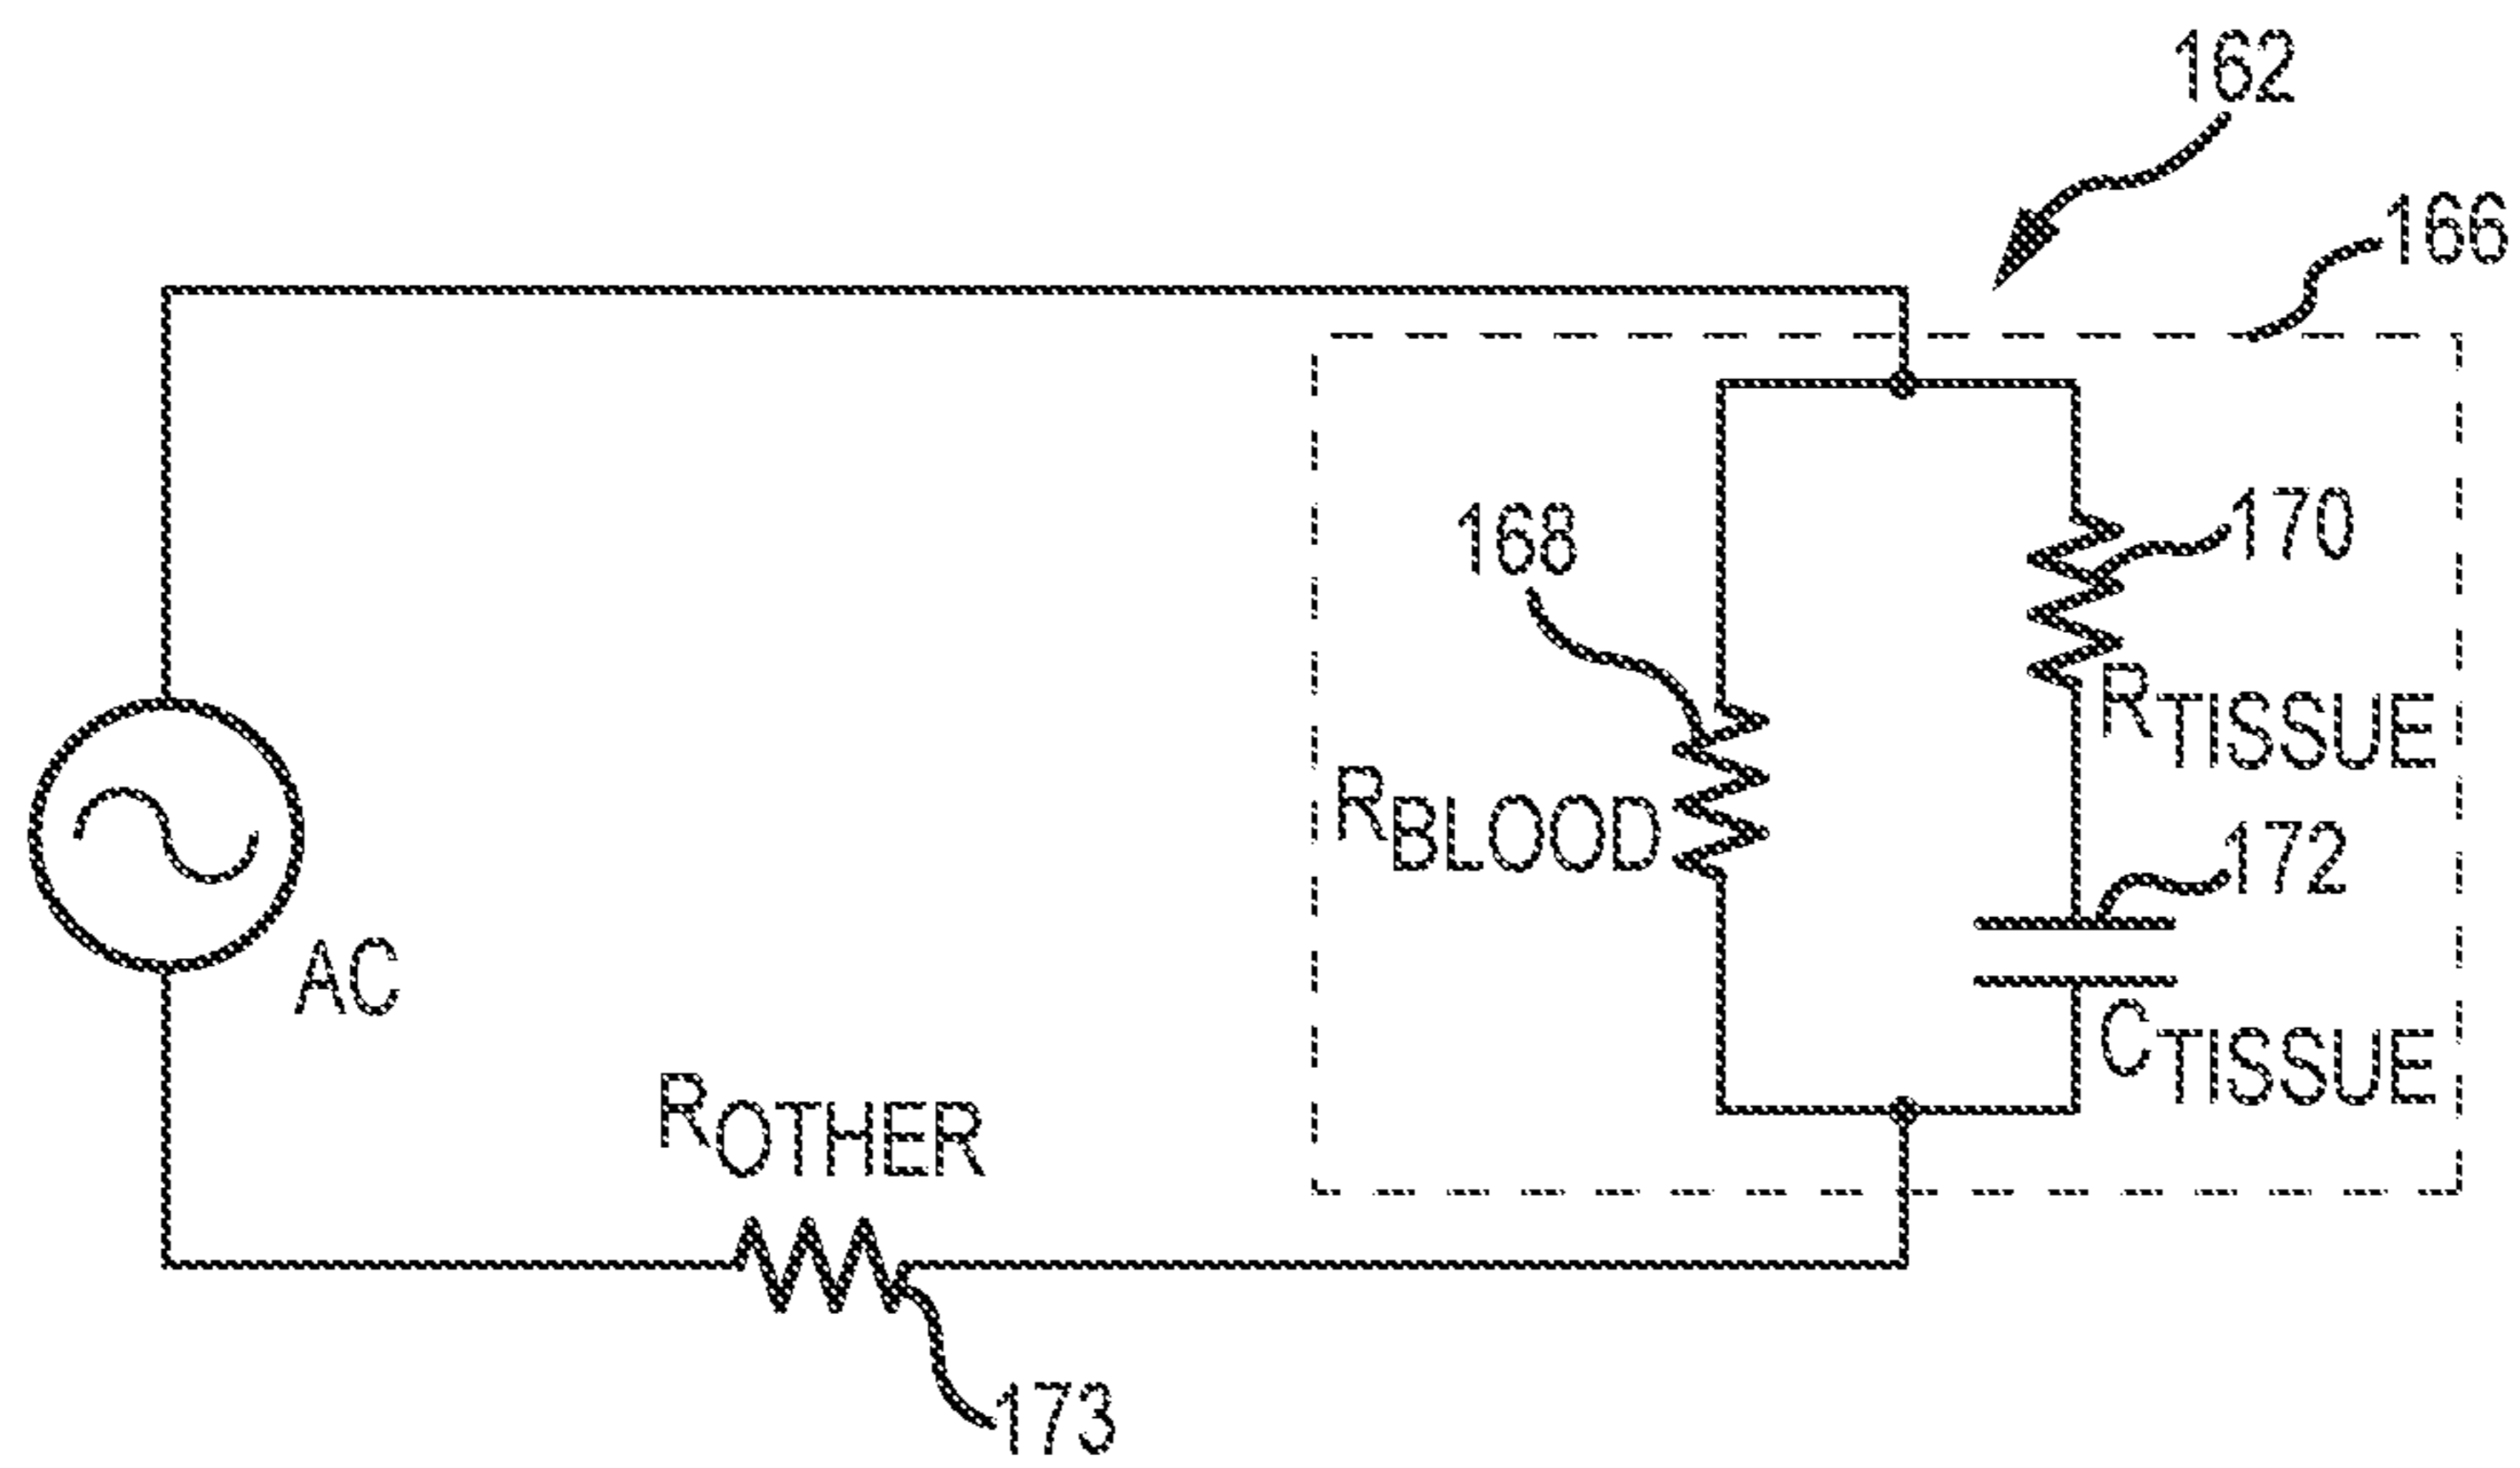 162
166
168
170
RTISSUE
RBLOOD
172
AC
CTISSUE
ROTHER
173